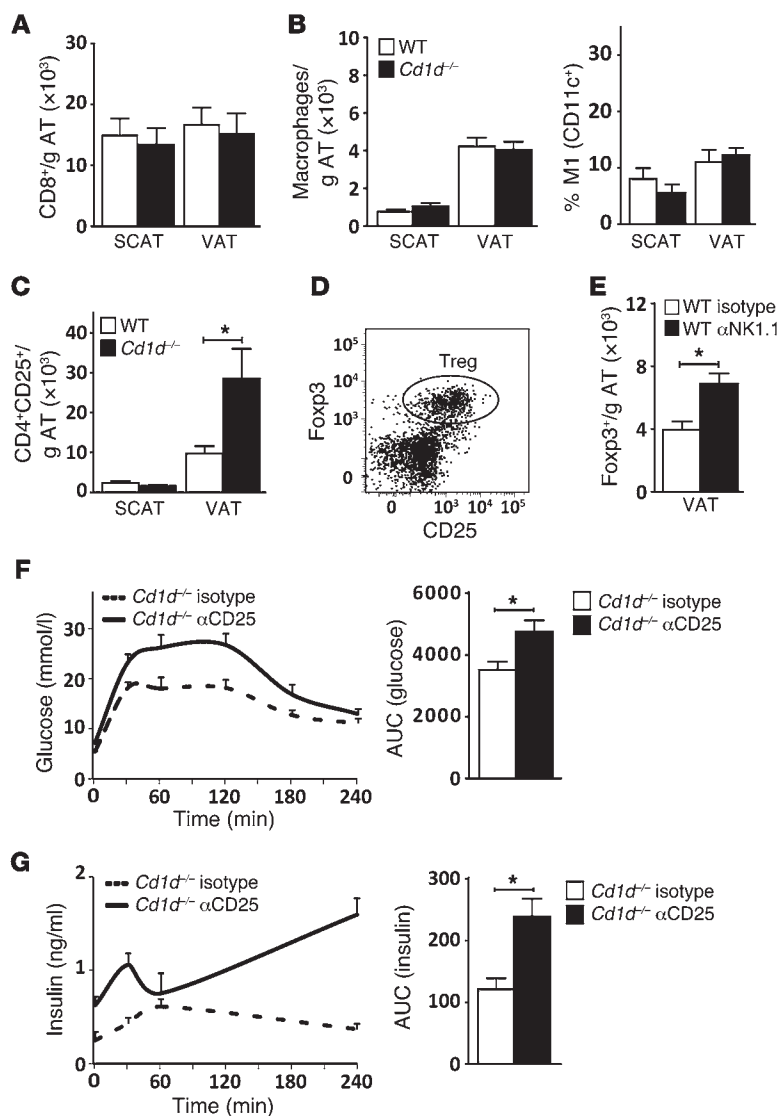 A
CD8⁺/g AT (×10³)
30
20
10
0
SCAT
VAT
B
WT
Cd1d⁻/⁻
Macrophages/
g AT (×10³)
10
8
6
4
2
0
SCAT
VAT
% M1 (CD11c⁺)
30
20
10
0
SCAT
VAT
C
WT
Cd1d⁻/⁻
*
CD4⁺CD25⁺/
g AT (×10³)
40
30
20
10
0
SCAT
VAT
D
Treg
Foxp3
10⁵
10⁴
10³
0
0
10³
10⁴
10⁵
CD25
E
WT isotype
WT αNK1.1
*
Foxp3⁺/g AT (×10³)
12
8
4
0
VAT
F
Cd1d⁻/⁻ isotype
Cd1d⁻/⁻ αCD25
Glucose (mmol/l)
30
20
10
0
0
60
120
180
240
Time (min)
AUC (glucose)
6000
4000
2000
0
*
Cd1d⁻/⁻ isotype
Cd1d⁻/⁻ αCD25
G
Cd1d⁻/⁻ isotype
Cd1d⁻/⁻ αCD25
Insulin (ng/ml)
2
1
0
0
60
120
180
240
Time (min)
AUC (insulin)
300
200
100
0
*
Cd1d⁻/⁻ isotype
Cd1d⁻/⁻ αCD25